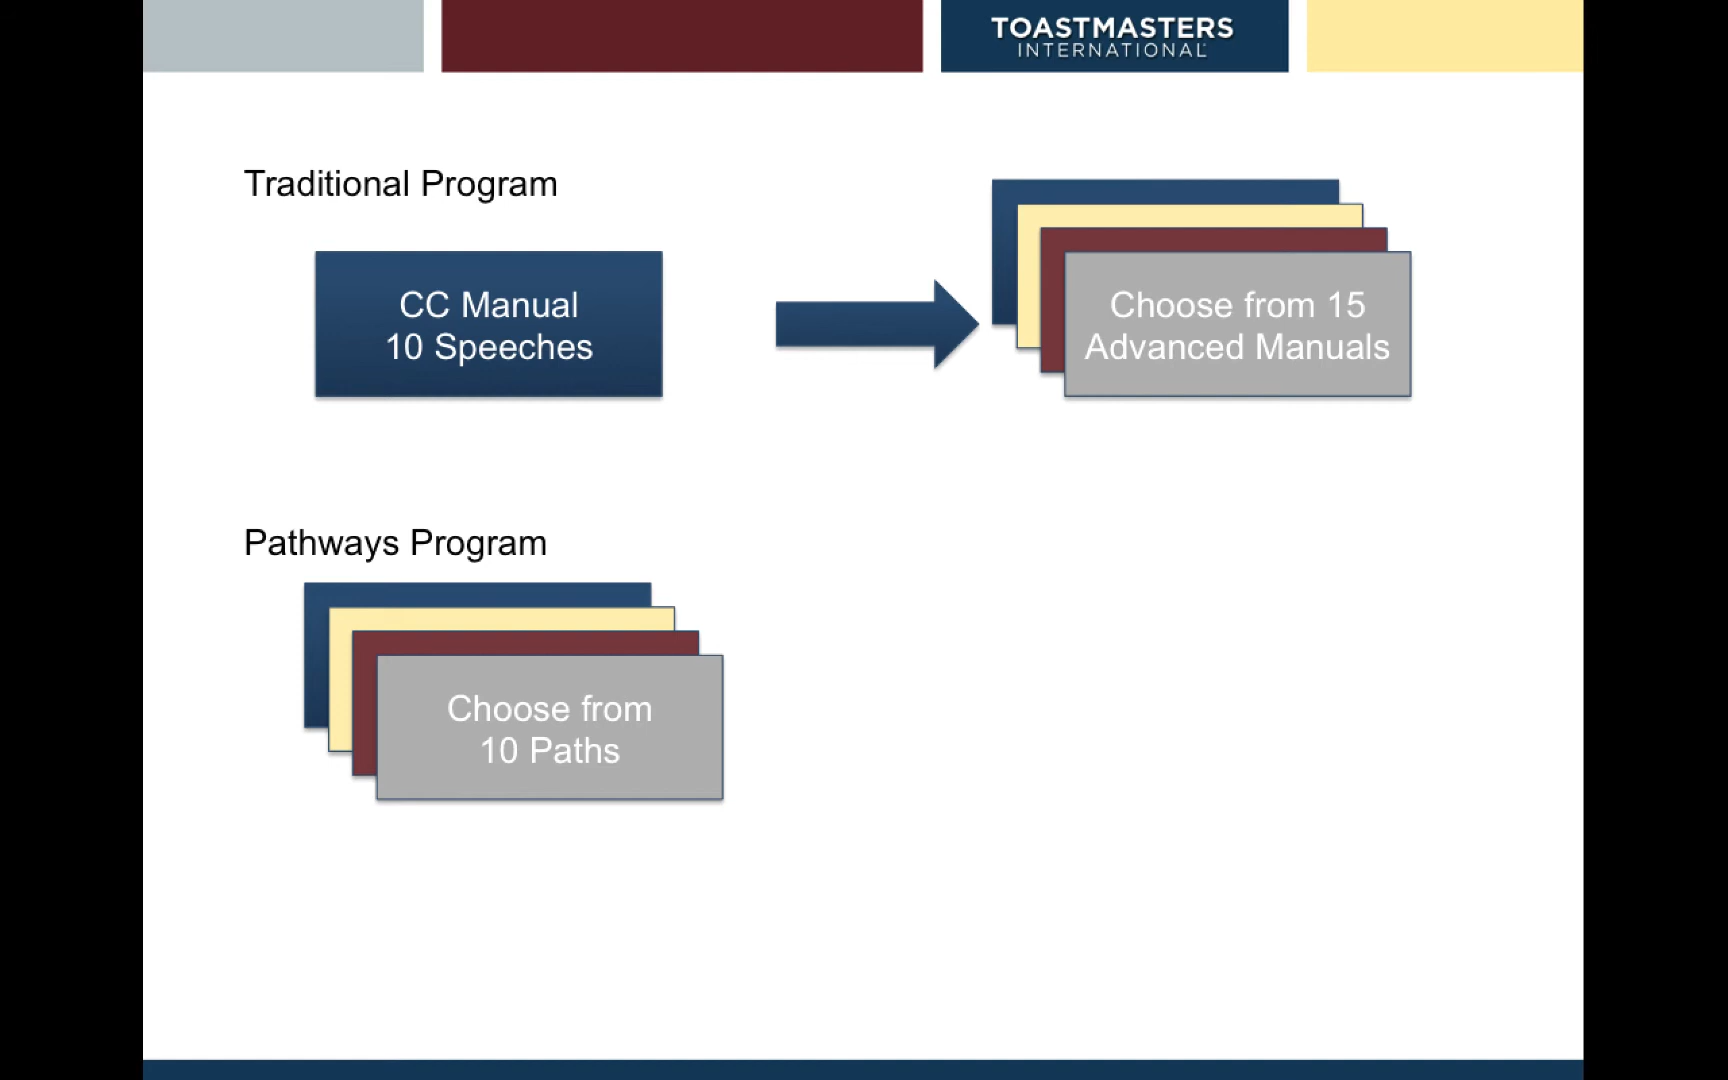 TOASTMASTERS
INTERNATIONAL
Traditional Program
CC Manual
10 Speeches
Choose from 15
Advanced Manuals
Pathways Program
Choose from
10 Paths